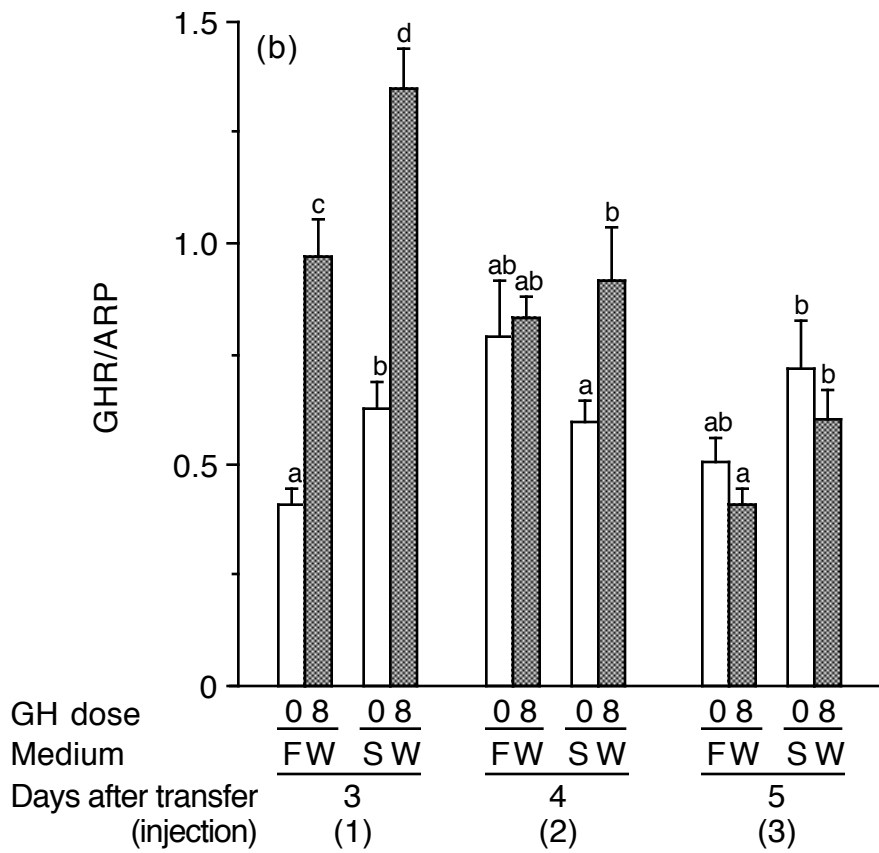 1.5
(b)
d
c
1.0
b
ab ab
b
b
a
b
ab
0.5
a
a
0
GHR/ARP
GH dose 0 8 0 8 0 8 0 8 0 8 0 8
Medium FW SW FW SW FW SW
Days after transfer 3 4 5
(injection) (1) (2) (3)